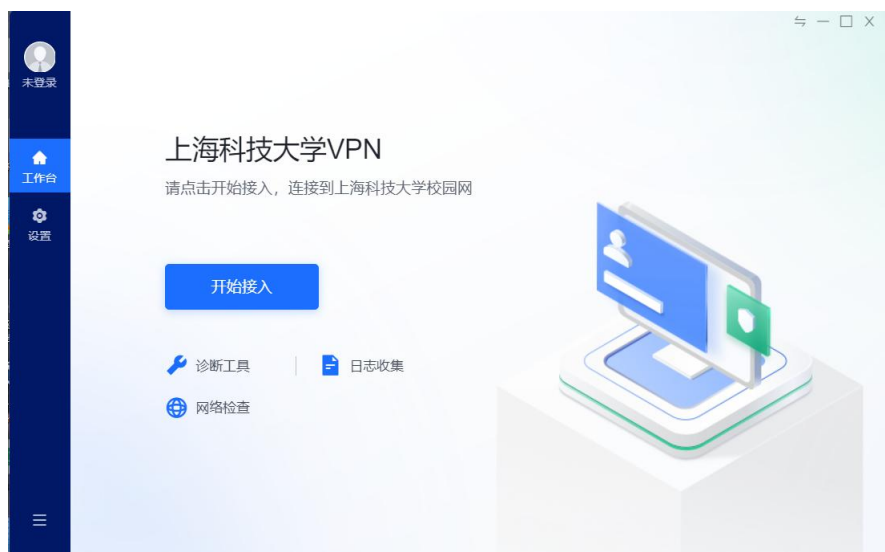 未登录
工作台
设置
上海科技大学VPN
请点击开始接入，连接到上海科技大学校园网
开始接入
诊断工具
日志收集
网络检查